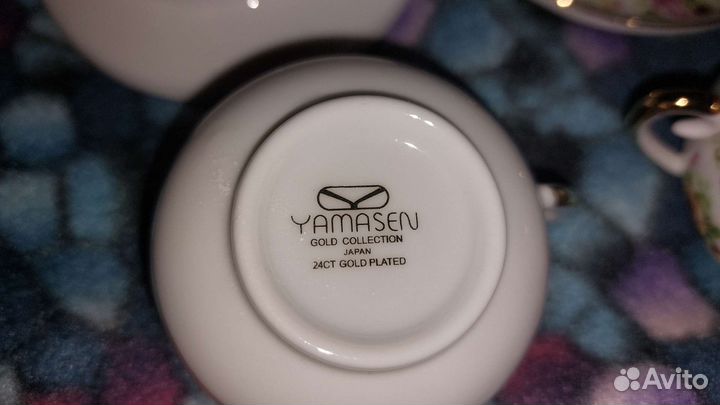 YAMASEN
GOLD COLLECTION
JAPAN
24CT GOLD PLATED
Avito